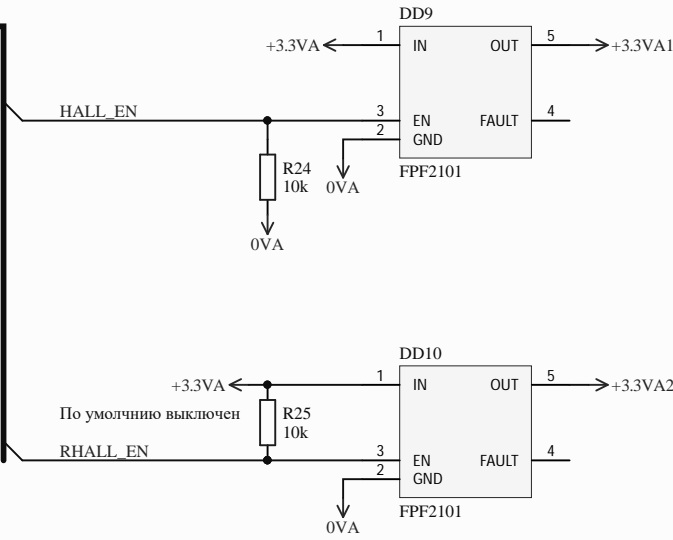 DD9
+3.3VA 1 IN OUT 5 +3.3VA1
HALL_EN 3 EN FAULT 4
2 GND
R24
10k
0VA
FPF2101
0VA
DD10
+3.3VA 1 IN OUT 5 +3.3VA2
По умолчнию выключен
R25
10k
RHALL_EN 3 EN FAULT 4
2 GND
FPF2101
0VA